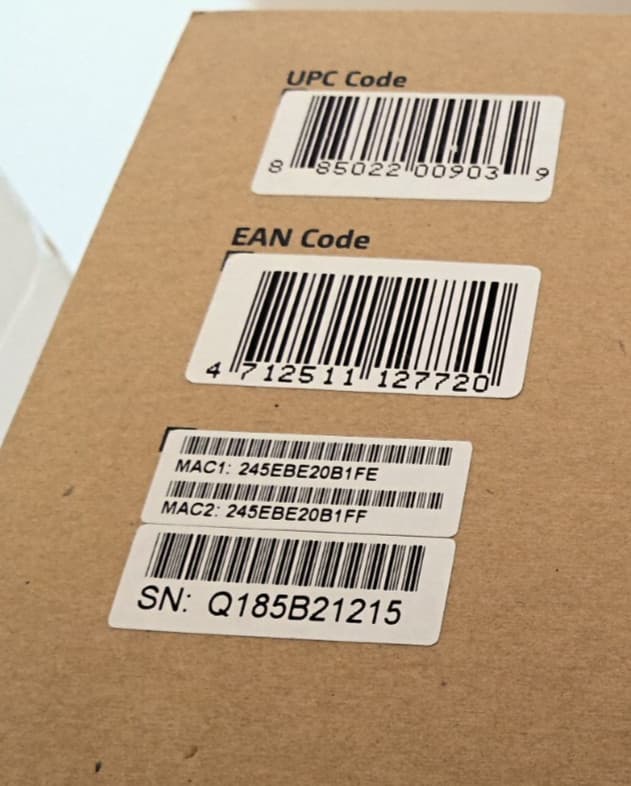 UPC Code
8 85022 00903 9
EAN Code
4 712511 127720
MAC1: 245EBE20B1FE
MAC2: 245EBE20B1FF
SN: Q185B21215